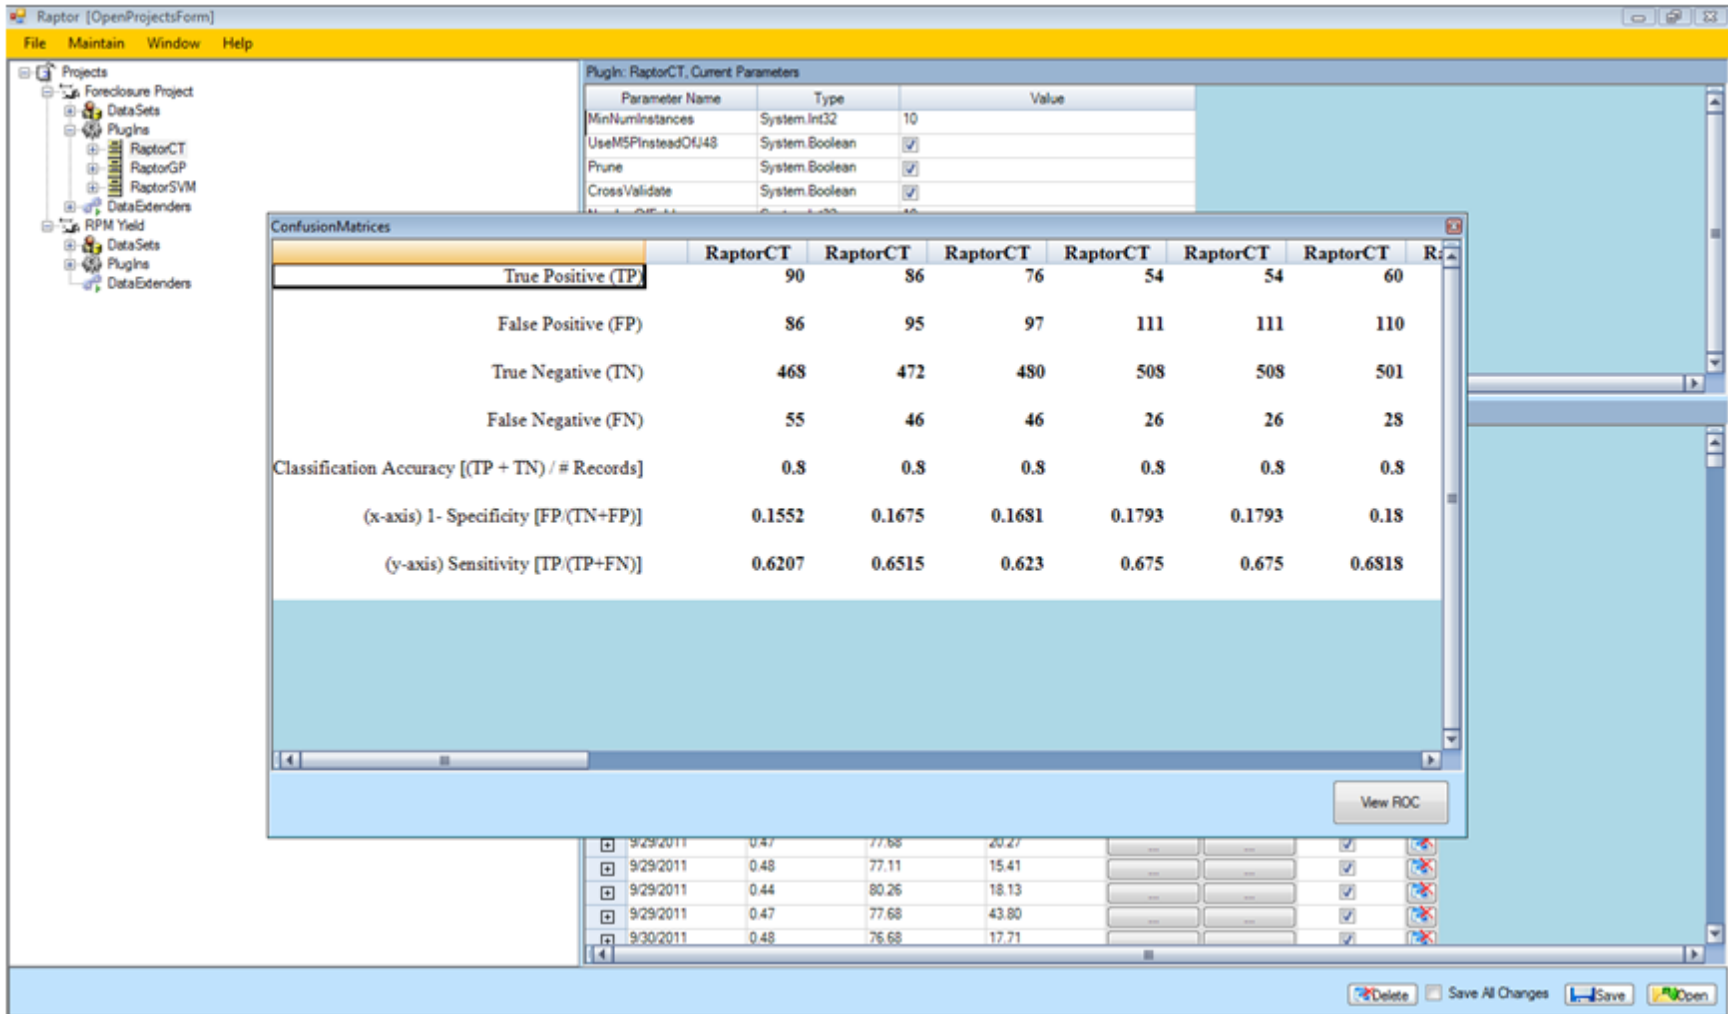 Raptor [OpenProjectsForm]
File Maintain Window Help
Projects
Foreclosure Project
DataSets
PlugIns
RaptorCT
RaptorGP
RaptorSVM
DataExtenders
RPM Yield
DataSets
PlugIns
DataExtenders
PlugIn: RaptorCT, Current Parameters
Parameter Name Type Value
MinNumInstances System.Int32 10
UseM5PInsteadOfJ48 System.Boolean
Prune System.Boolean
CrossValidate System.Boolean
ConfusionMatrices
RaptorCT RaptorCT RaptorCT RaptorCT RaptorCT RaptorCT
True Positive (TP) 90 86 76 54 54 60
False Positive (FP) 86 95 97 111 111 110
True Negative (TN) 468 472 480 508 508 501
False Negative (FN) 55 46 46 26 26 28
Classification Accuracy [(TP + TN) / # Records] 0.8 0.8 0.8 0.8 0.8 0.8
(x-axis) 1- Specificity [FP/(TN+FP)] 0.1552 0.1675 0.1681 0.1793 0.1793 0.18
(y-axis) Sensitivity [TP/(TP+FN)] 0.6207 0.6515 0.623 0.675 0.675 0.6818
View ROC
9/29/2011 0.47 77.68 20.27 ... ...
9/29/2011 0.48 77.11 15.41 ... ...
9/29/2011 0.44 80.26 18.13 ... ...
9/29/2011 0.47 77.68 43.80 ... ...
9/30/2011 0.48 76.68 17.71
Delete Save All Changes Save Open